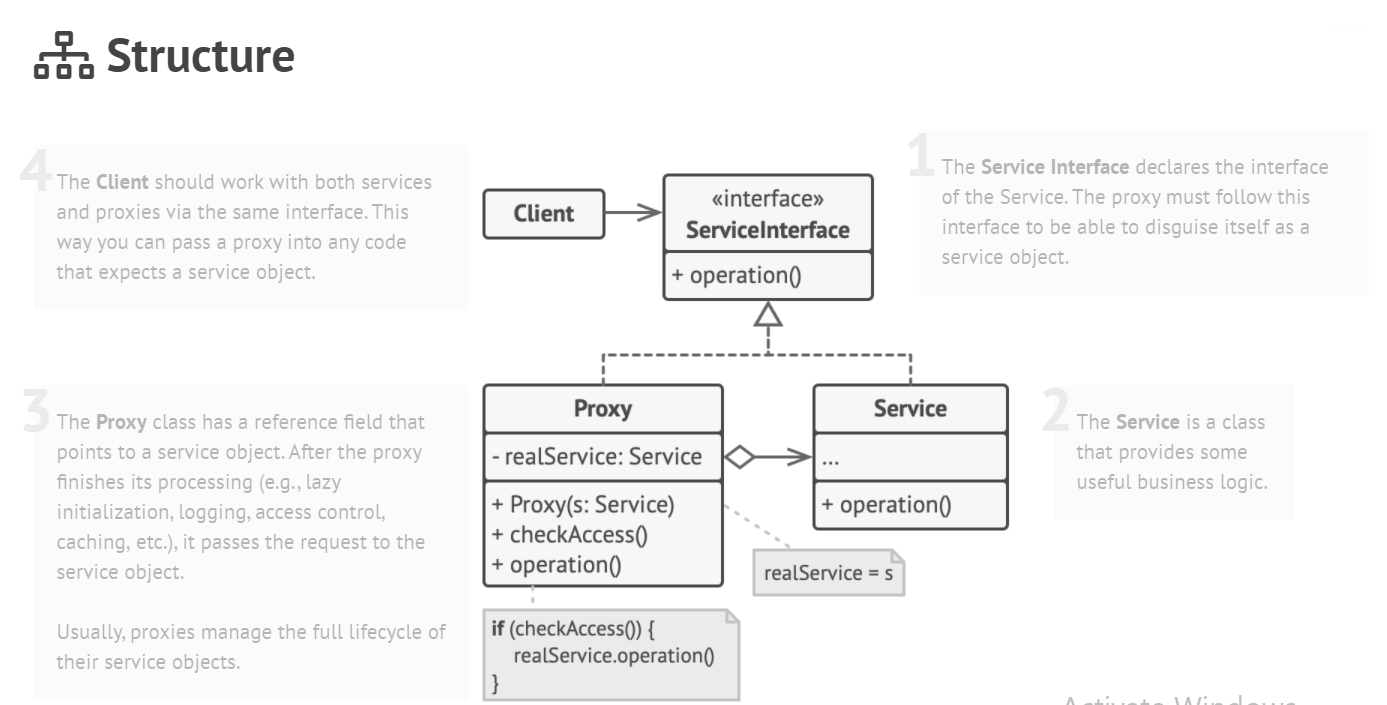 Structure
4
The Client should work with both services
and proxies via the same interface. This
way you can pass a proxy into any code
that expects a service object.
Client
«interface»
ServiceInterface
+ operation()
1
The Service Interface declares the interface
of the Service. The proxy must follow this
interface to be able to disguise itself as a
service object.
3
The Proxy class has a reference field that
points to a service object. After the proxy
finishes its processing (e.g., lazy
initialization, logging, access control,
caching, etc.), it passes the request to the
service object.
Usually, proxies manage the full lifecycle of
their service objects.
Proxy
- realService: Service
+ Proxy(s: Service)
+ checkAccess()
+ operation()
Service
...
+ operation()
2
The Service is a class
that provides some
useful business logic.
realService = s
if (checkAccess()) {
realService.operation()
}
Activate Windows